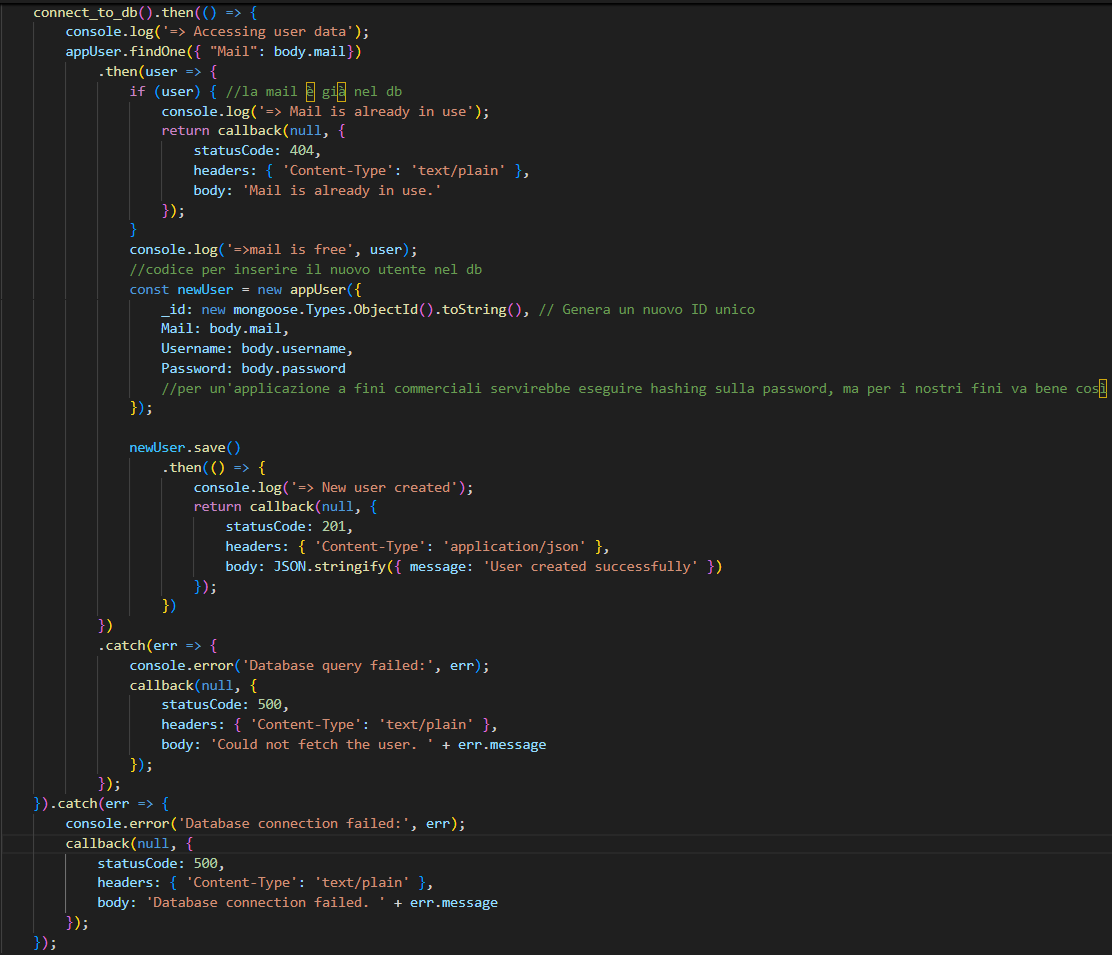 connect_to_db().then(() => {
    console.log('=> Accessing user data');
    appUser.findOne({ "Mail": body.mail})
        .then(user => {
            if (user) { //la mail è già nel db
                console.log('=> Mail is already in use');
                return callback(null, {
                    statusCode: 404,
                    headers: { 'Content-Type': 'text/plain' },
                    body: 'Mail is already in use.'
                });
            }
            console.log('=>mail is free', user);
            //codice per inserire il nuovo utente nel db
            const newUser = new appUser({
                _id: new mongoose.Types.ObjectId().toString(), // Genera un nuovo ID unico
                Mail: body.mail,
                Username: body.username,
                Password: body.password
                //per un'applicazione a fini commerciali servirebbe eseguire hashing sulla password, ma per i nostri fini va bene così
            });

            newUser.save()
                .then(() => {
                    console.log('=> New user created');
                    return callback(null, {
                        statusCode: 201,
                        headers: { 'Content-Type': 'application/json' },
                        body: JSON.stringify({ message: 'User created successfully' })
                    });
                })
        })
        .catch(err => {
            console.error('Database query failed:', err);
            callback(null, {
                statusCode: 500,
                headers: { 'Content-Type': 'text/plain' },
                body: 'Could not fetch the user. ' + err.message
            });
        });
}).catch(err => {
    console.error('Database connection failed:', err);
    callback(null, {
        statusCode: 500,
        headers: { 'Content-Type': 'text/plain' },
        body: 'Database connection failed. ' + err.message
    });
});